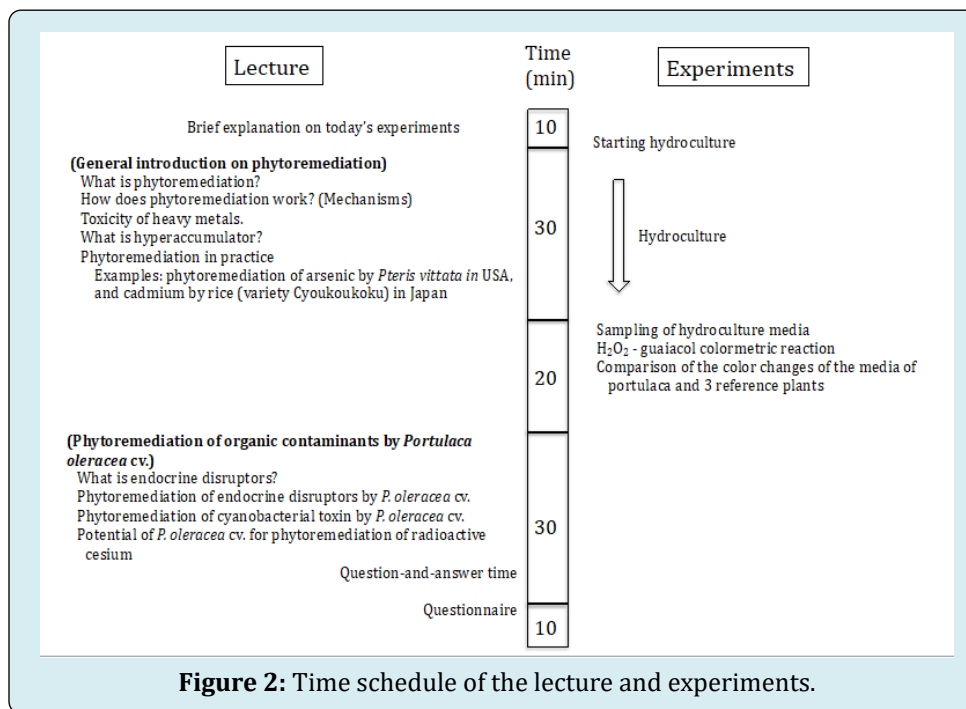 Lecture
Time
(min)
Experiments
Brief explanation on today's experiments
10
Starting hydroculture
(General introduction on phytoremediation)
What is phytoremediation?
How does phytoremediation work? (Mechanisms)
Toxicity of heavy metals.
What is hyperaccumulator?
Phytoremediation in practice
Examples: phytoremediation of arsenic by Pteris vittata in USA,
and cadmium by rice (variety Cyoukoukoku) in Japan
30
Hydroculture
Sampling of hydroculture media
H₂O₂ - guaiacol colormetric reaction
Comparison of the color changes of the media of
portulaca and 3 reference plants
20
(Phytoremediation of organic contaminants by Portulaca
oleracea cv.)
What is endocrine disruptors?
Phytoremediation of endocrine disruptors by P. oleracea cv.
Phytoremediation of cyanobacterial toxin by P. oleracea cv.
Potential of P. oleracea cv. for phytoremediation of radioactive
cesium
30
Question-and-answer time
Questionnaire
10
Figure 2: Time schedule of the lecture and experiments.